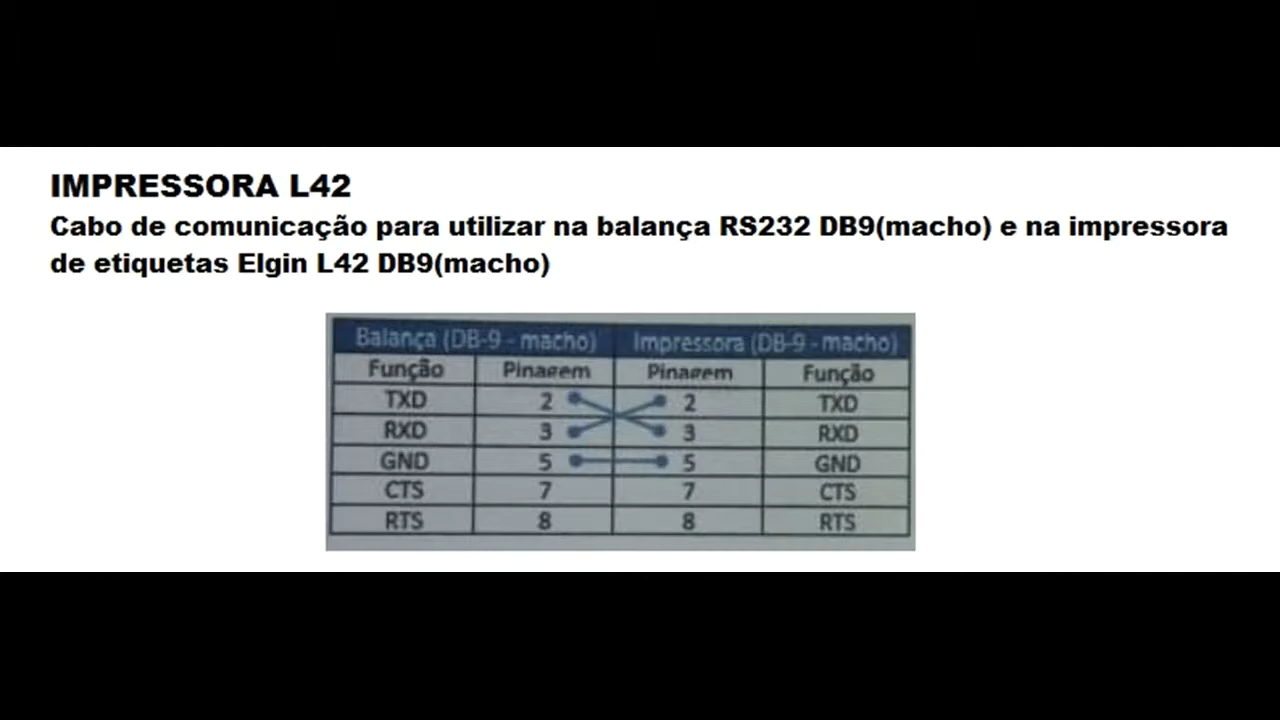 IMPRESSORA L42
Cabo de comunicação para utilizar na balança RS232 DB9(macho) e na impressora
de etiquetas Elgin L42 DB9(macho)
Balança (DB-9 - macho) Impressora (DB-9 - macho)
Função Pinagem Pinagem Função
TXD 2 2 TXD
RXD 3 3 RXD
GND 5 5 GND
CTS 7 7 CTS
RTS 8 8 RTS